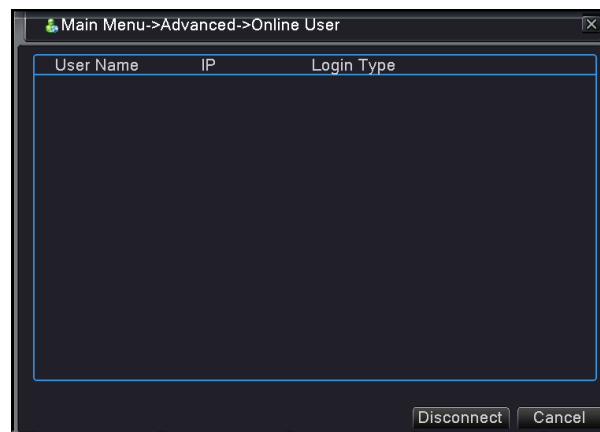 Main Menu->Advanced->Online User
User Name IP Login Type
Disconnect Cancel